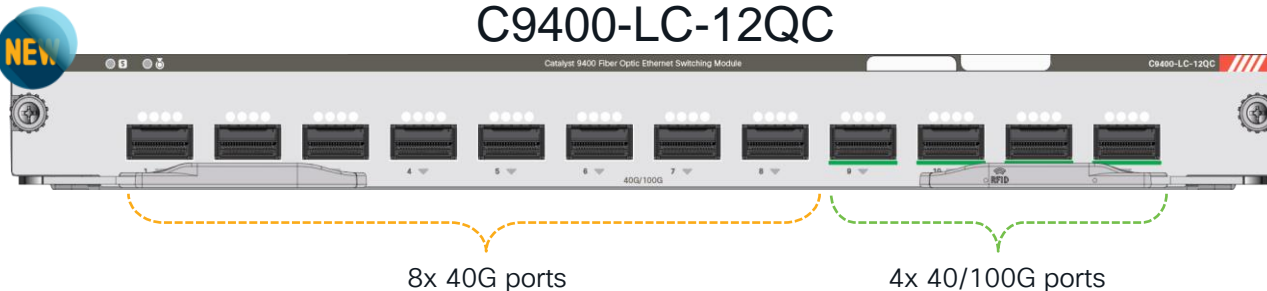 C9400-LC-12QC
NEW
S
Catalyst 9400 Fiber Optic Ethernet Switching Module
C9400-LC-12QC
1
4
5
6
7
8
9
10
40G/100G
RFID
8x 40G ports
4x 40/100G ports